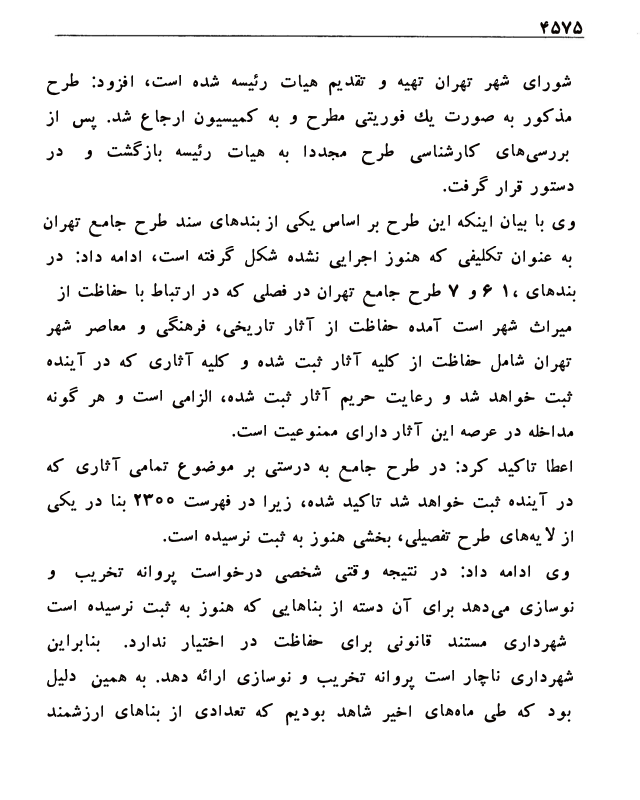 ۴۵۷۵
شورای شهر تهران تهیه و تقدیم هیات رئیسه شده است، افزود: طرح
مذکور به صورت یك فوریتی مطرح و به کمیسیون ارجاع شد. پس از
بررسی‌های کارشناسی طرح مجددا به هیات رئیسه بازگشت و در
دستور قرار گرفت.
وی با بیان اینکه این طرح بر اساس یکی از بندهای سند طرح جامع تهران
به عنوان تکلیفی که هنوز اجرایی نشده شکل گرفته است، ادامه داد: در
بندهای ،۱ ۶ و ۷ طرح جامع تهران در فصلی که در ارتباط با حفاظت از
میراث شهر است آمده حفاظت از آثار تاریخی، فرهنگی و معاصر شهر
تهران شامل حفاظت از کلیه آثار ثبت شده و کلیه آثاری که در آینده
ثبت خواهد شد و رعایت حریم آثار ثبت شده، الزامی است و هر گونه
مداخله در عرصه این آثار دارای ممنوعیت است.
اعطا تاکید کرد: در طرح جامع به درستی بر موضوع تمامی آثاری که
در آینده ثبت خواهد شد تاکید شده، زیرا در فهرست ۲۳۰۰ بنا در یکی
از لایه‌های طرح تفصیلی، بخشی هنوز به ثبت نرسیده است.
وی ادامه داد: در نتیجه وقتی شخصی درخواست پروانه تخریب و
نوسازی می‌دهد برای آن دسته از بناهایی که هنوز به ثبت نرسیده است
شهرداری مستند قانونی برای حفاظت در اختیار ندارد. بنابراین
شهرداری ناچار است پروانه تخریب و نوسازی ارائه دهد. به همین دلیل
بود که طی ماه‌های اخیر شاهد بودیم که تعدادی از بناهای ارزشمند